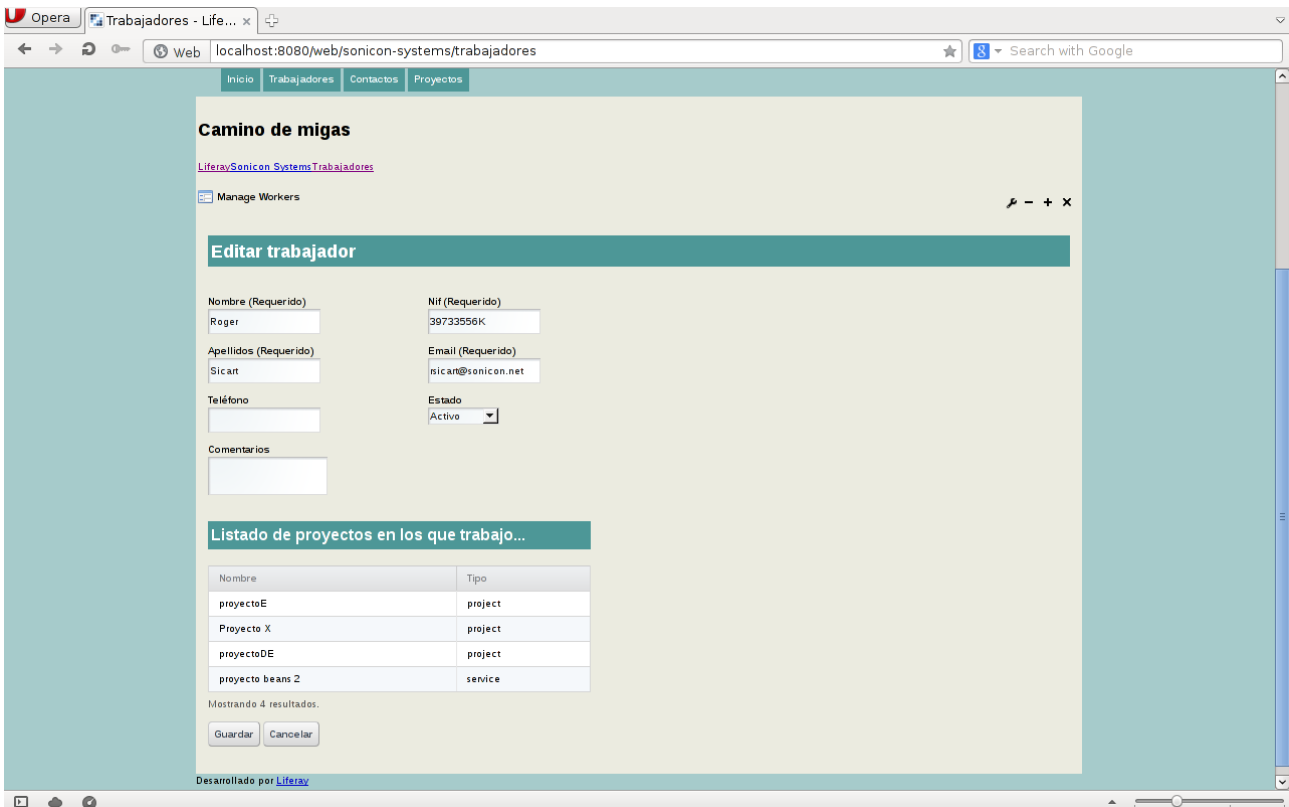 Opera
Trabajadores - Life...
Web
localhost:8080/web/sonicon-systems/trabajadores
8
Search with Google
Inicio
Trabajadores
Contactos
Proyectos
Camino de migas
LiferaySonicon SystemsTrabajadores
Manage Workers
Editar trabajador
Nombre (Requerido)
Nif (Requerido)
Roger
39733556K
Apellidos (Requerido)
Email (Requerido)
Sicart
rsicart@sonicon.net
Teléfono
Estado
Activo
Comentarios
Listado de proyectos en los que trabajo...
Nombre
Tipo
proyectoE
project
Proyecto X
project
proyectoDE
project
proyecto beans 2
service
Mostrando 4 resultados.
Guardar
Cancelar
Desarrollado por Liferay